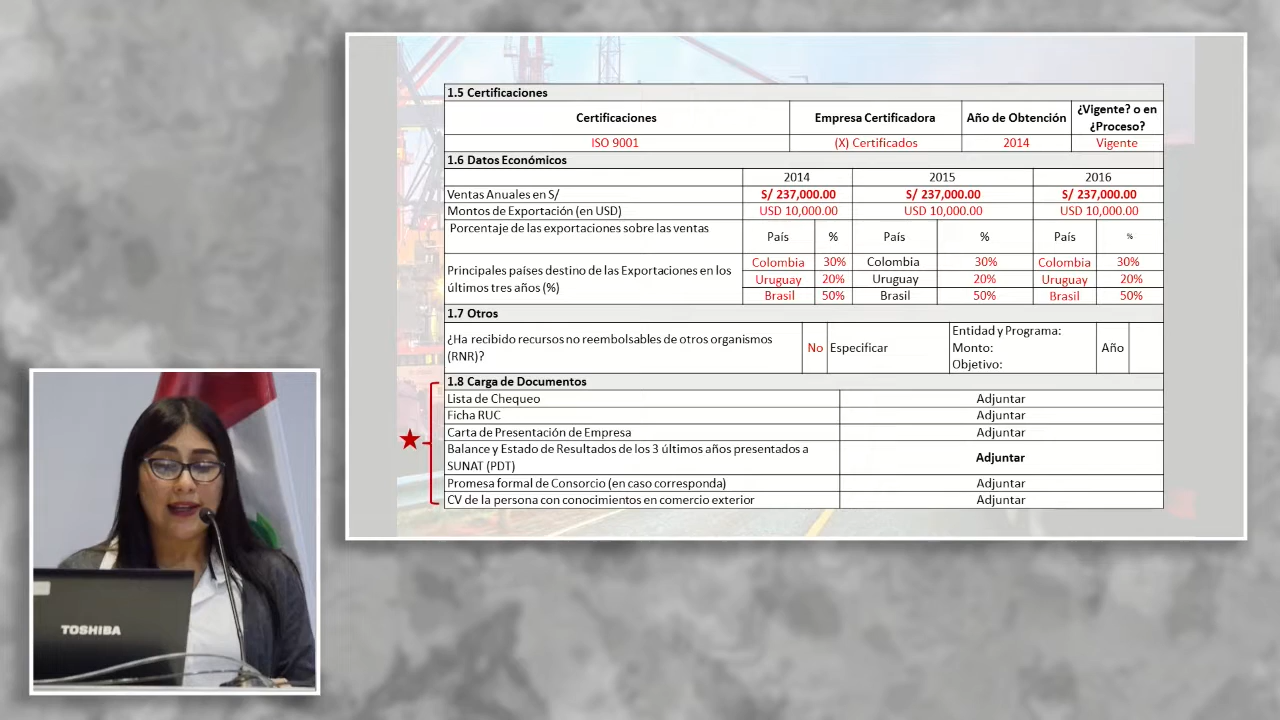 1.5 Certificaciones
Certificaciones Empresa Certificadora Año de Obtención ¿Vigente? o en ¿Proceso?
ISO 9001 (X) Certificados 2014 Vigente
1.6 Datos Económicos
2014 2015 2016
Ventas Anuales en S/ S/ 237,000.00 S/ 237,000.00 S/ 237,000.00
Montos de Exportación (en USD) USD 10,000.00 USD 10,000.00 USD 10,000.00
Porcentaje de las exportaciones sobre las ventas País % País % País %
Principales países destino de las Exportaciones en los últimos tres años (%)
Colombia 30% Colombia 30% Colombia 30%
Uruguay 20% Uruguay 20% Uruguay 20%
Brasil 50% Brasil 50% Brasil 50%
1.7 Otros
¿Ha recibido recursos no reembolsables de otros organismos (RNR)? No Especificar
Entidad y Programa:
Monto:
Objetivo:
Año
1.8 Carga de Documentos
Lista de Chequeo Adjuntar
Ficha RUC Adjuntar
Carta de Presentación de Empresa Adjuntar
Balance y Estado de Resultados de los 3 últimos años presentados a SUNAT (PDT) Adjuntar
Promesa formal de Consorcio (en caso corresponda) Adjuntar
CV de la persona con conocimientos en comercio exterior Adjuntar
TOSHIBA